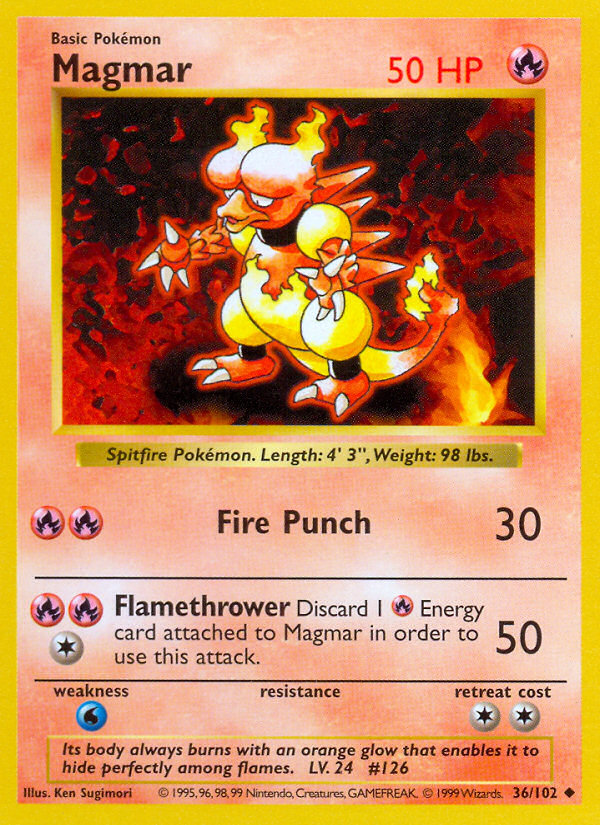 Basic Pokémon
Magmar 50 HP
Spitfire Pokémon. Length: 4' 3", Weight: 98 lbs.
Fire Punch 30
Flamethrower Discard 1 Energy
card attached to Magmar in order to
use this attack.
50
weakness resistance retreat cost
Its body always burns with an orange glow that enables it to
hide perfectly among flames. LV. 24 #126
Illus. Ken Sugimori © 1995, 96, 98, 99 Nintendo, Creatures, GAMEFREAK. © 1999 Wizards. 36/102